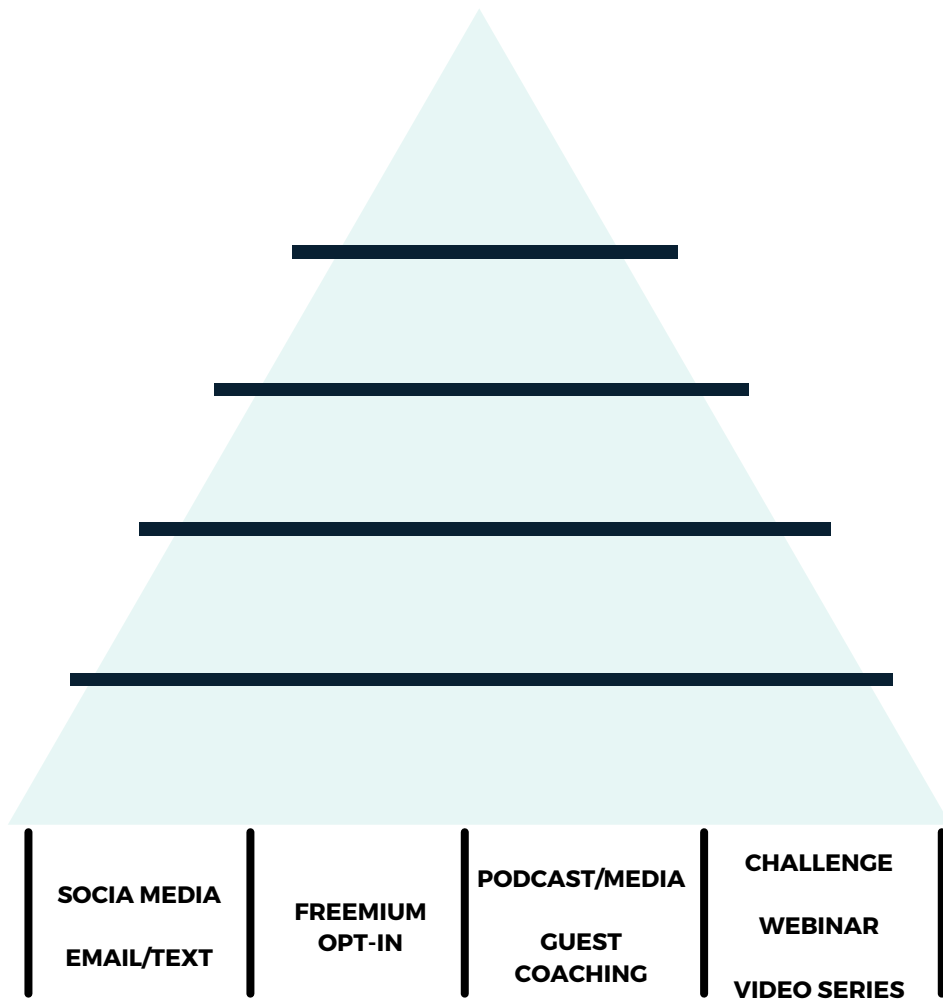 SOCIA MEDIA
EMAIL/TEXT
FREEMIUM
OPT-IN
PODCAST/MEDIA
GUEST
COACHING
CHALLENGE
WEBINAR
VIDEO SERIES